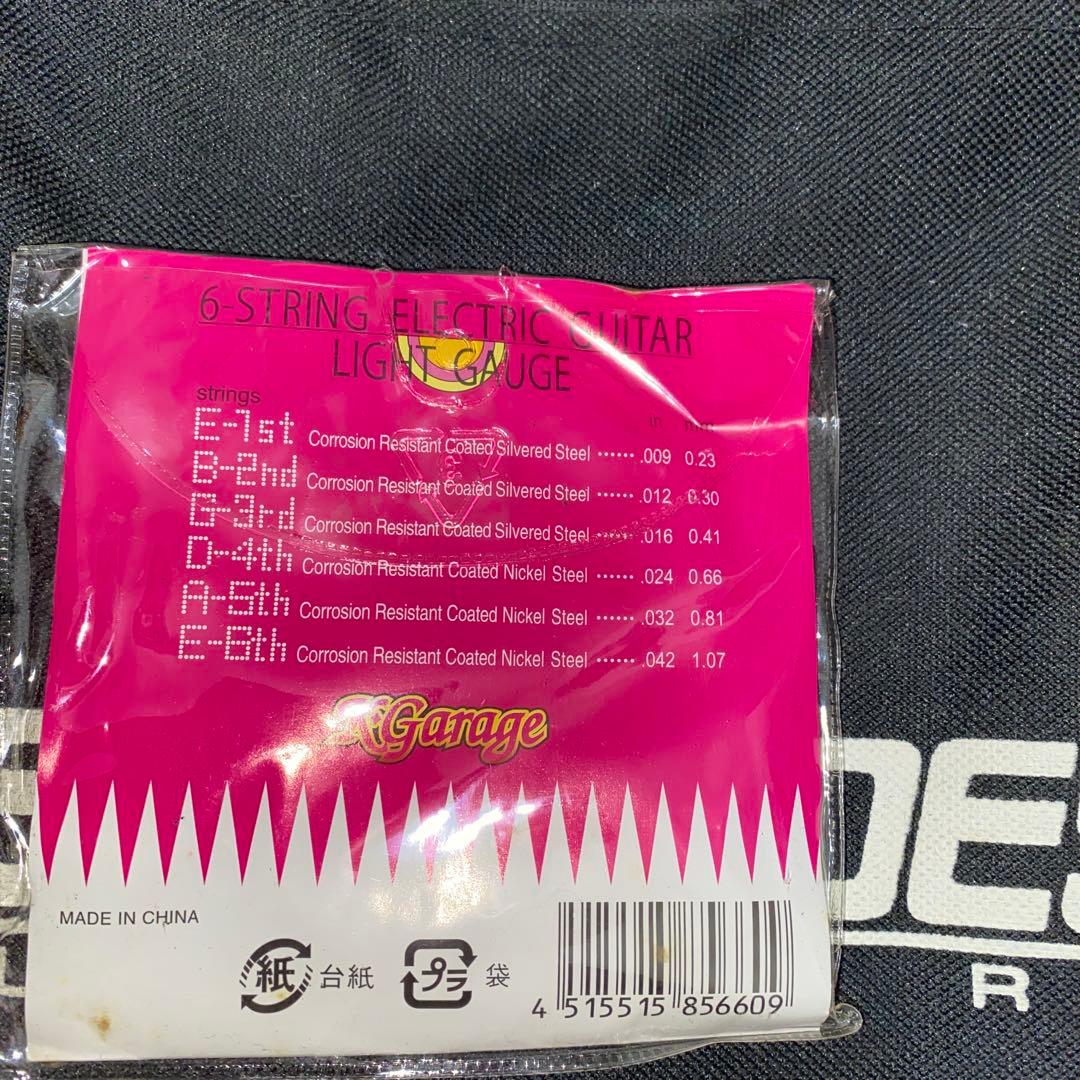 6-STRING ELECTRIC GUITAR
LIGHT GAUGE
strings in mm
E-1st Corrosion Resistant Coated Silvered Steel ······ .009 0.23
B-2nd Corrosion Resistant Coated Silvered Steel ······ .012 0.30
G-3rd Corrosion Resistant Coated Silvered Steel ······ .016 0.41
D-4th Corrosion Resistant Coated Nickel Steel ······ .024 0.66
A-5th Corrosion Resistant Coated Nickel Steel ······ .032 0.81
E-6th Corrosion Resistant Coated Nickel Steel ······ .042 1.07
K'Garage
MADE IN CHINA
紙 台紙
プラ 袋
4 515515 856609
DES
R